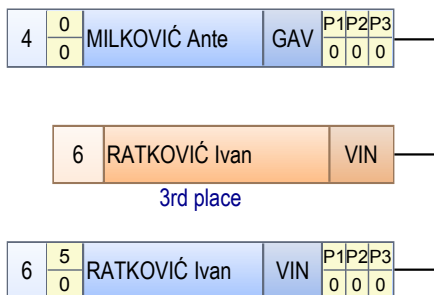 4 0 0 MILKOVIĆ Ante GAV P1 P2 P3 0 0 0
6 RATKOVIĆ Ivan VIN
3rd place
6 5 0 RATKOVIĆ Ivan VIN P1 P2 P3 0 0 0